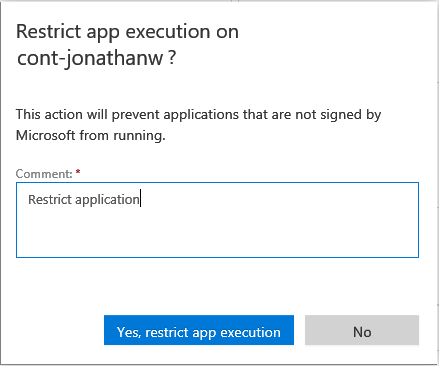 Restrict app execution on
cont-jonathanw ?
This action will prevent applications that are not signed by
Microsoft from running.
Comment: *
Restrict application
Yes, restrict app execution
No